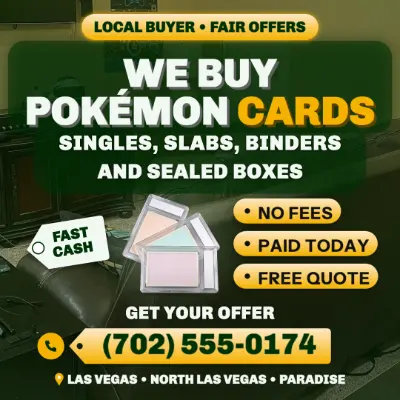 LOCAL BUYER • FAIR OFFERS
WE BUY
POKÉMON CARDS
SINGLES, SLABS, BINDERS
AND SEALED BOXES
FAST
CASH
• NO FEES
• PAID TODAY
• FREE QUOTE
GET YOUR OFFER
(702) 555-0174
LAS VEGAS • NORTH LAS VEGAS • PARADISE